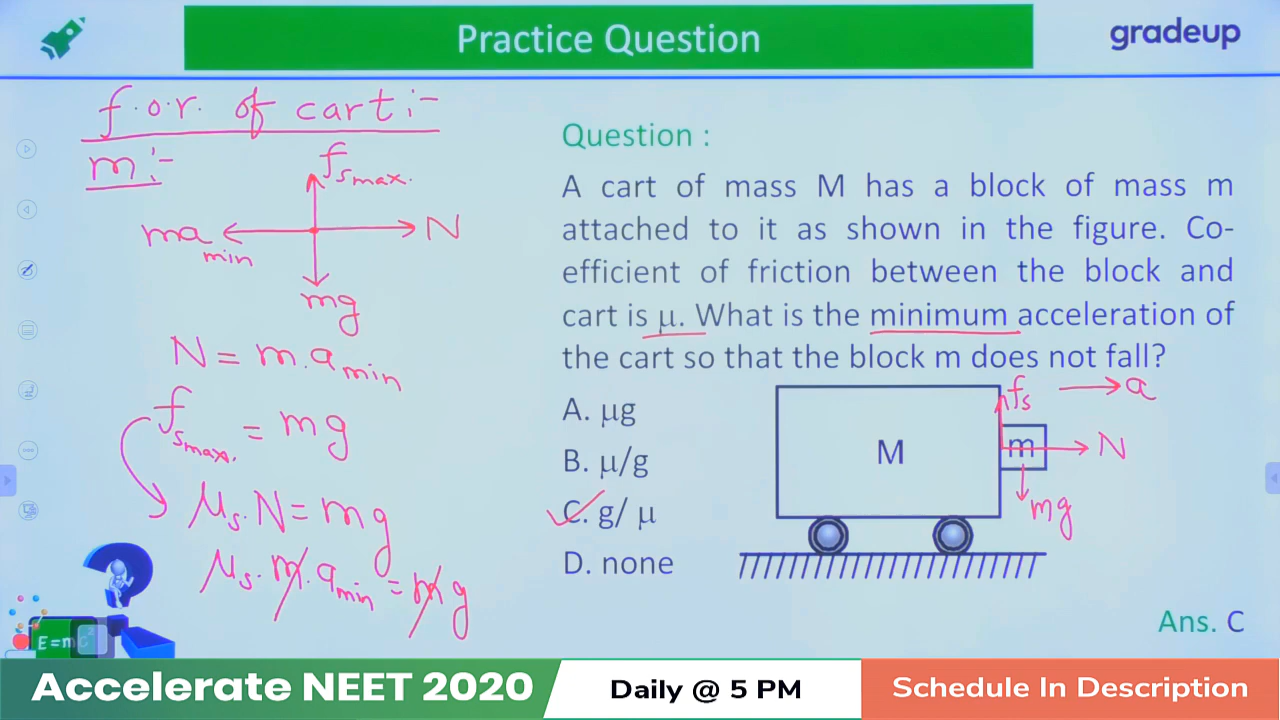 Practice Question
gradeup
f.o.r. of cart :-
m :-
fsmax.
ma min
N
mg
N = m.a min
fsmax. = mg
μs.N = mg
μs.m.a min = mg
Question :
A cart of mass M has a block of mass m
attached to it as shown in the figure. Co-
efficient of friction between the block and
cart is μ. What is the minimum acceleration of
the cart so that the block m does not fall?
A. μg
B. μ/g
C. g/ μ
D. none
M
m
fs
a
N
mg
E=mc²
Ans. C
Accelerate NEET 2020
Daily @ 5 PM
Schedule In Description